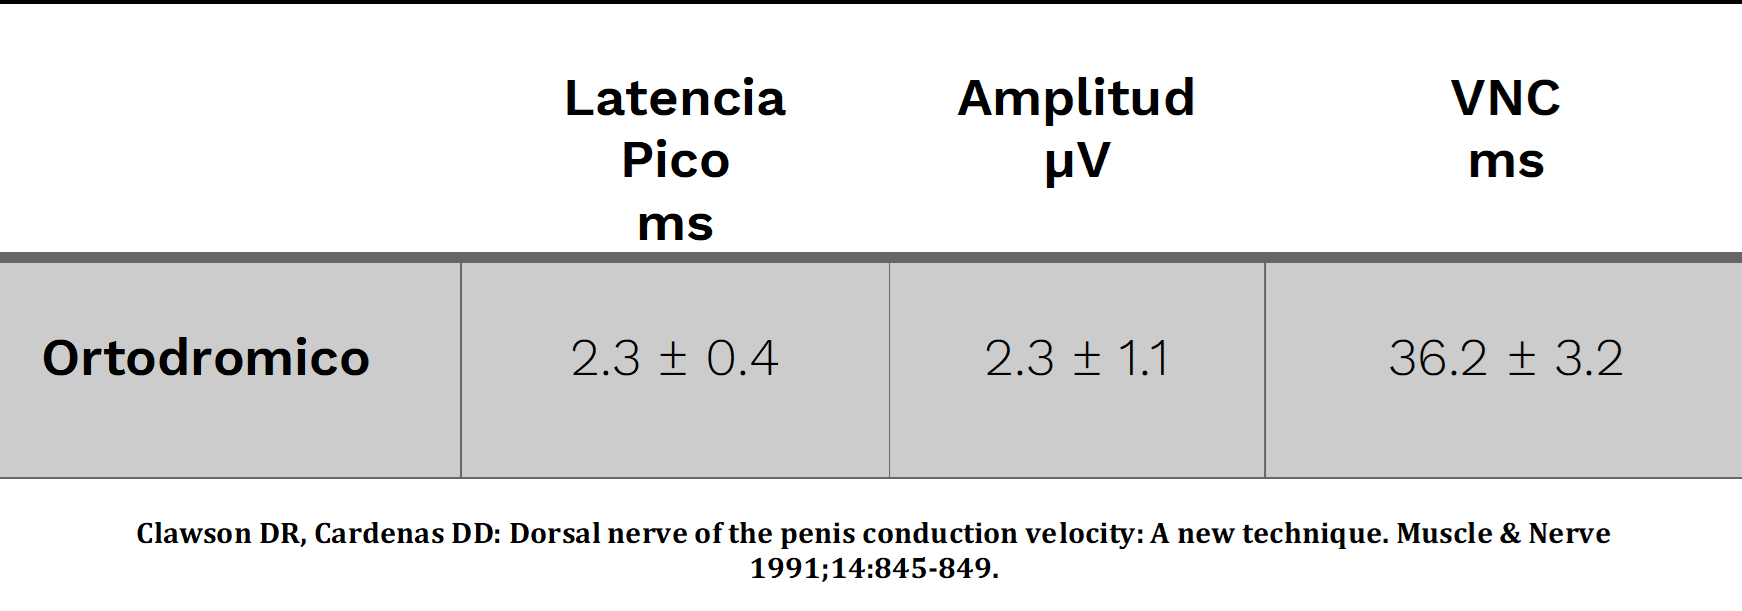 Latencia Pico ms
Amplitud µV
VNC ms
Ortodromico
2.3 ± 0.4
2.3 ± 1.1
36.2 ± 3.2
Clawson DR, Cardenas DD: Dorsal nerve of the penis conduction velocity: A new technique. Muscle & Nerve
1991;14:845-849.